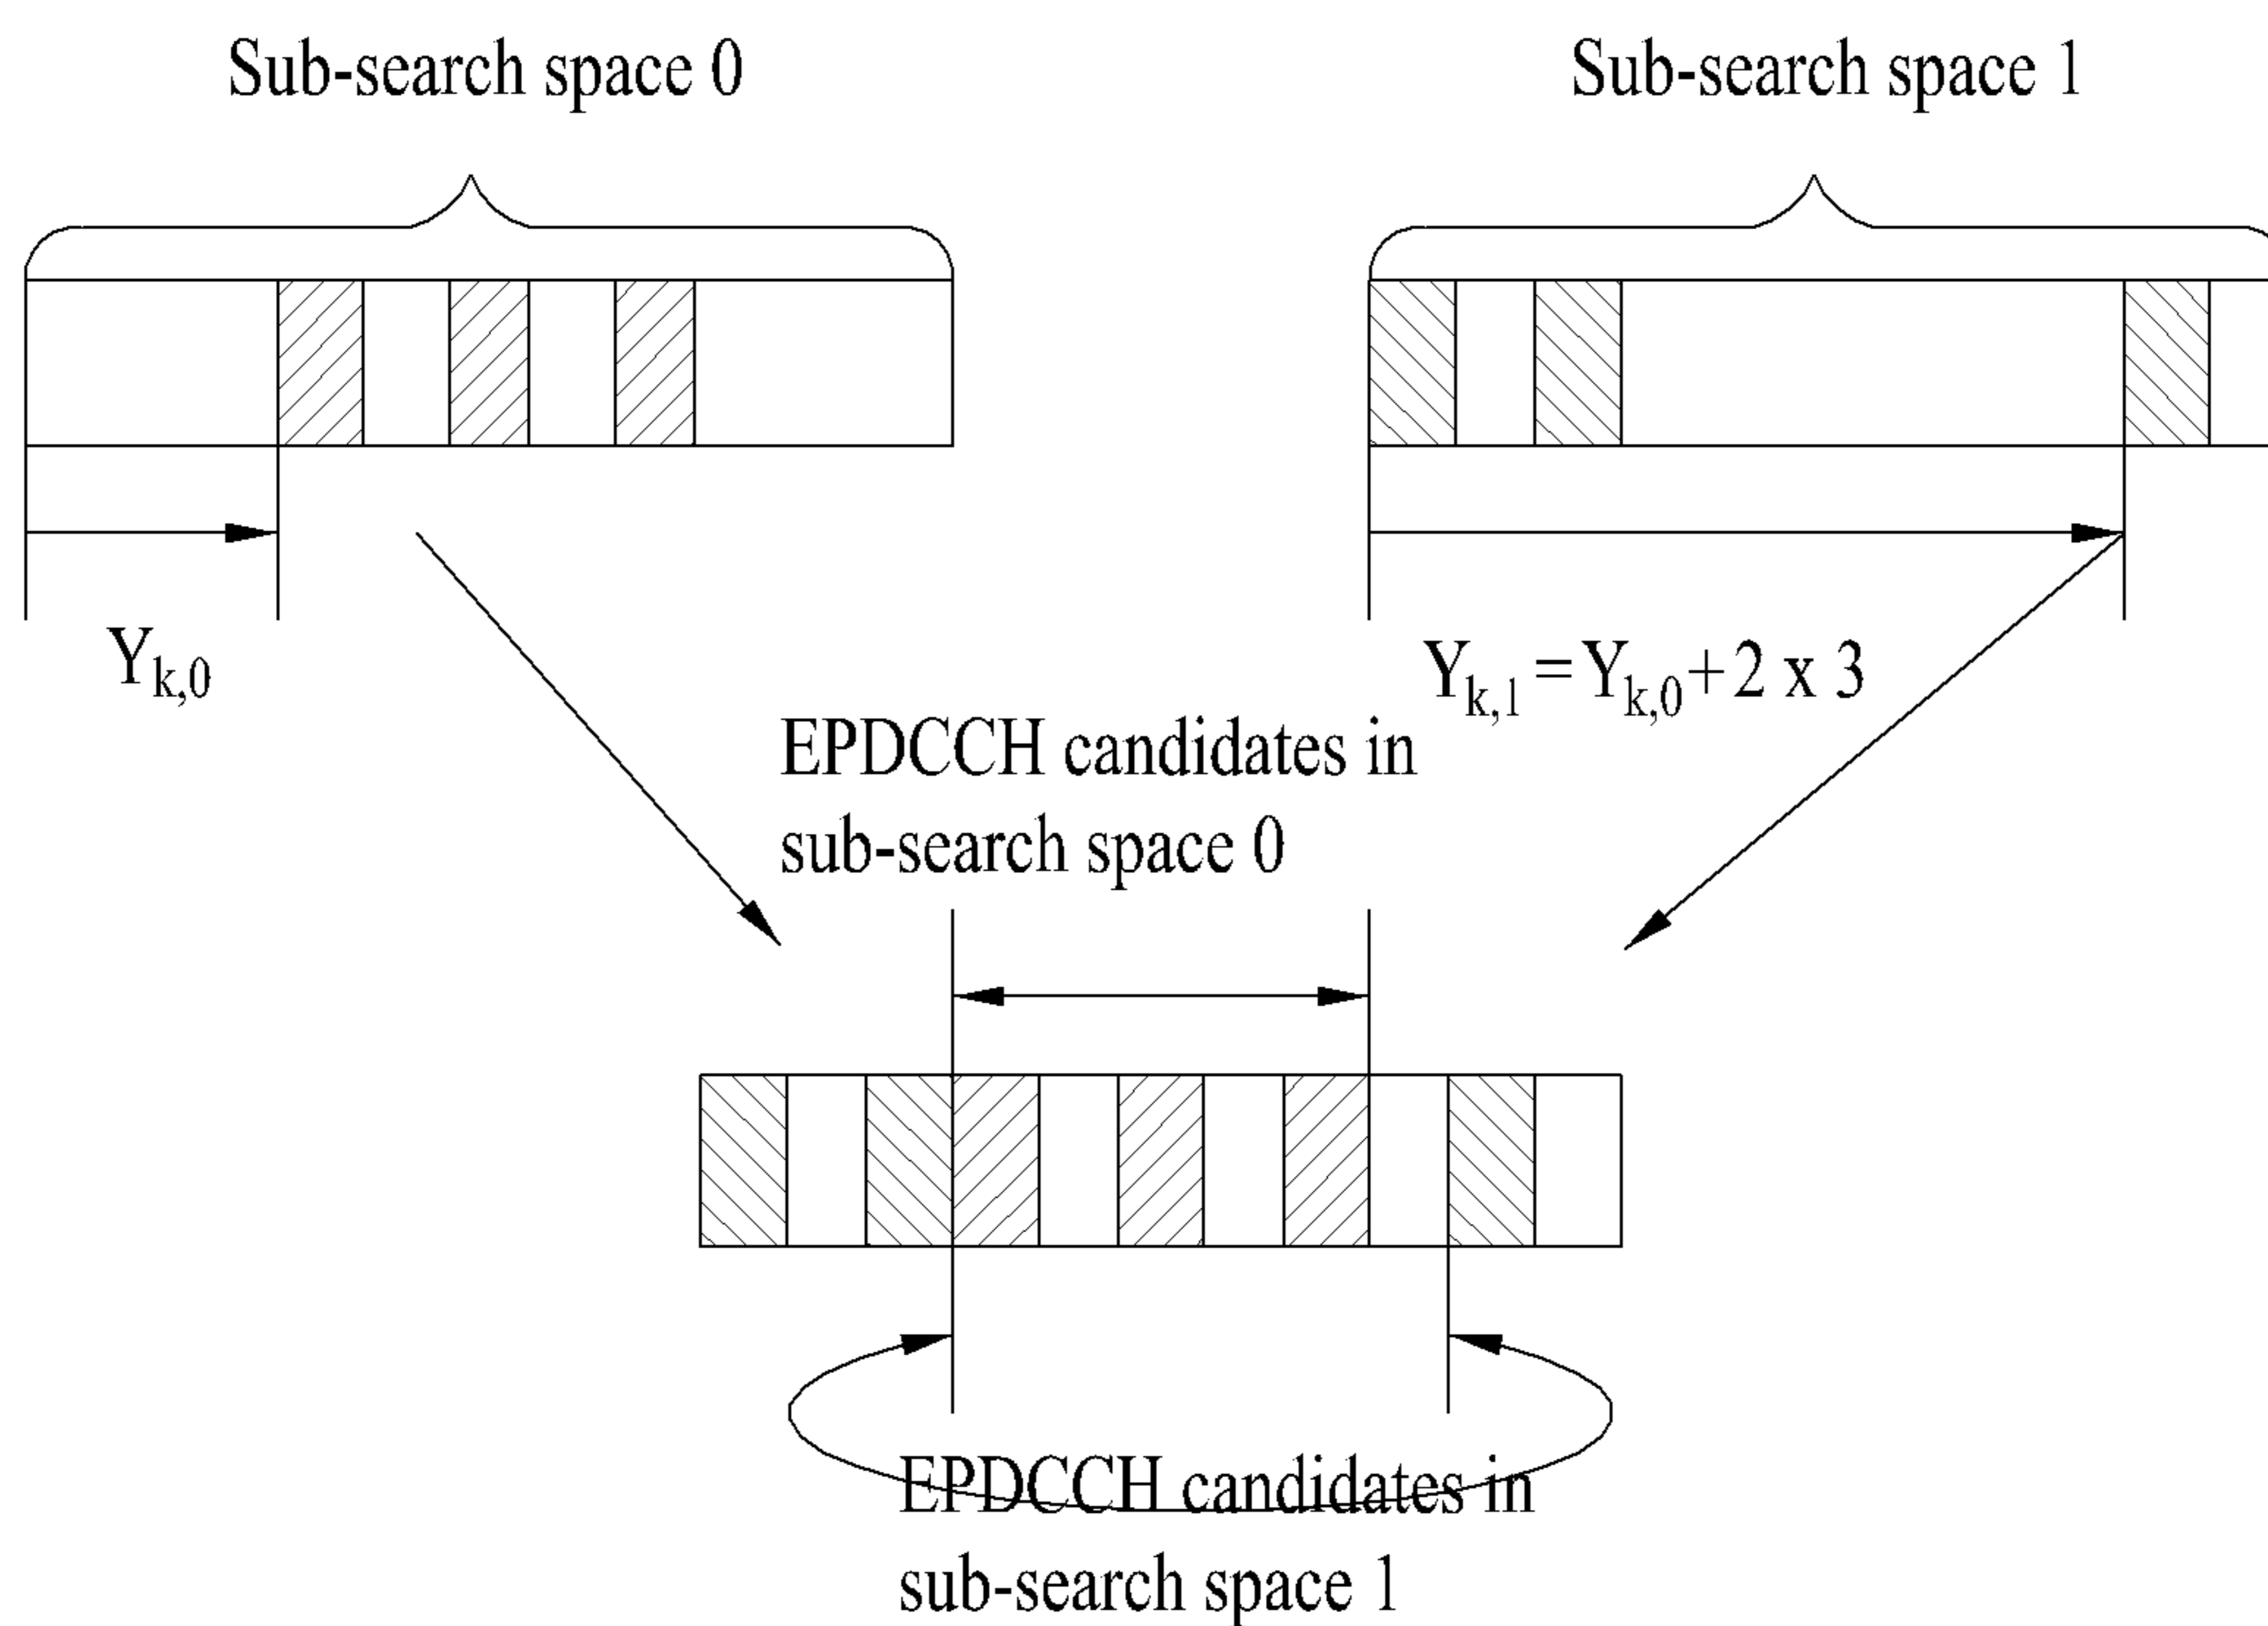 Sub-search space 0
Sub-search space 1
Y_{k,0}
Y_{k,1} = Y_{k,0} + 2 x 3
EPDCCH candidates in
sub-search space 0
EPDCCH candidates in
sub-search space 1